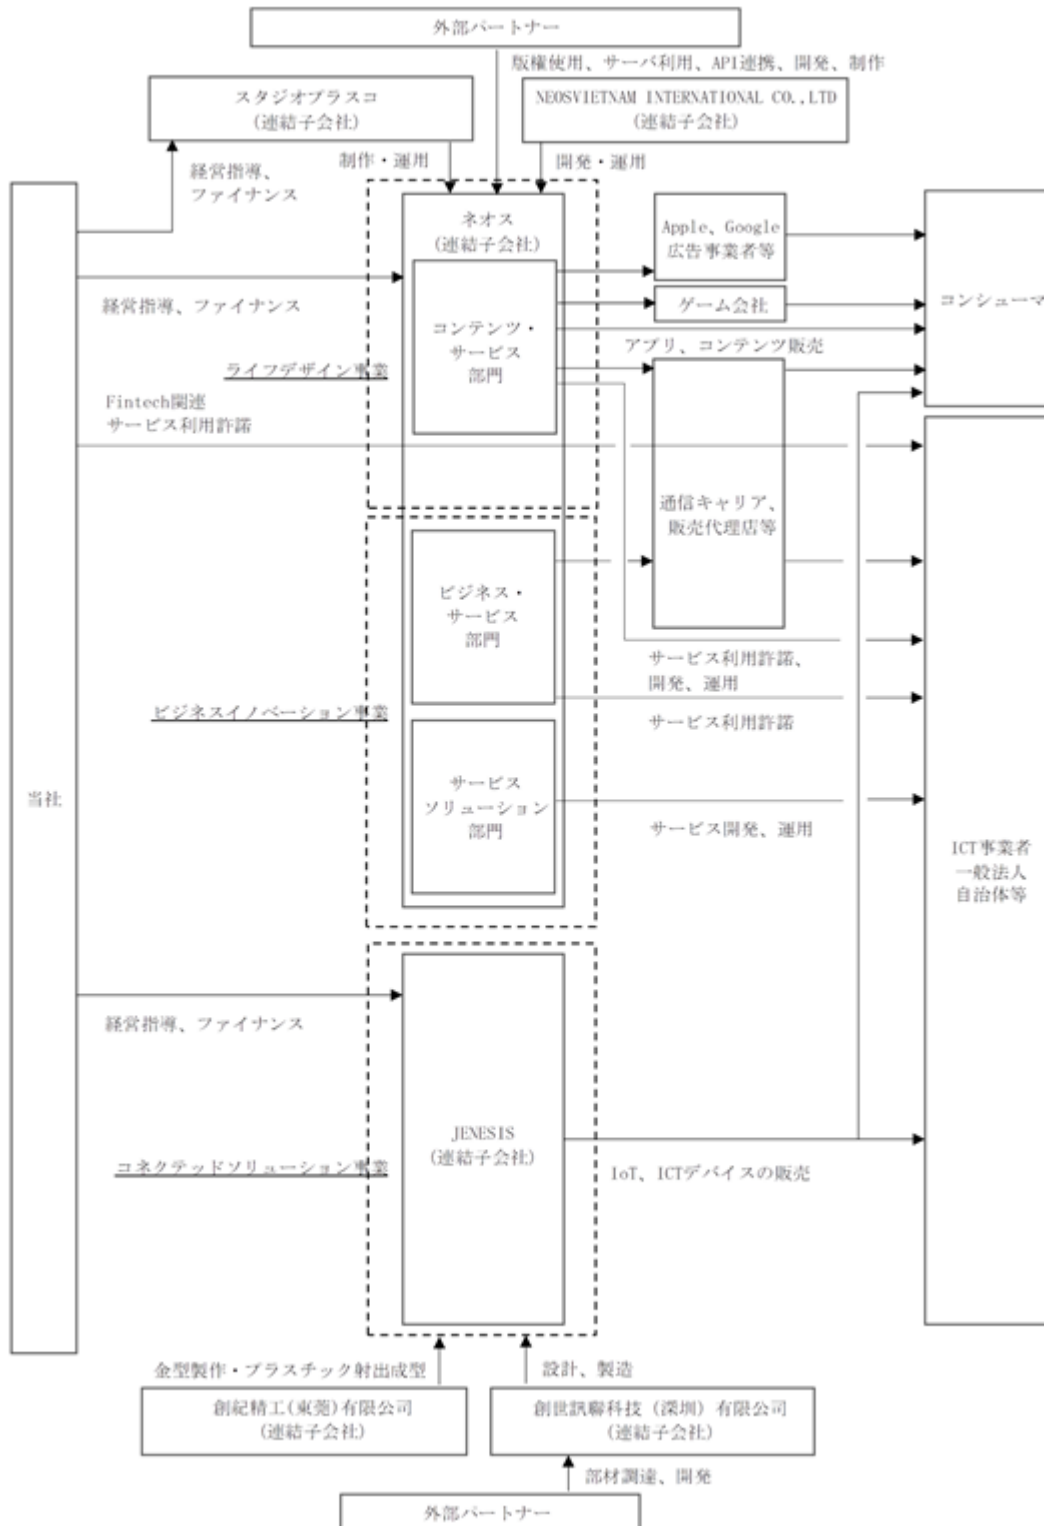 外部パートナー
版権使用、サーバ利用、API連携、開発、制作
スタジオプラスコ
(連結子会社)
NEOSVIETNAM INTERNATIONAL CO.,LTD
(連結子会社)
制作・運用
開発・運用
経営指導、
ファイナンス
ネオス
(連結子会社)
Apple、Google
広告事業者等
経営指導、ファイナンス
コンテンツ・
サービス
部門
ゲーム会社
コンシューマ
アプリ、コンテンツ販売
ライフデザイン事業
Fintech関連
サービス利用許諾
通信キャリア、
販売代理店等
ビジネス・
サービス
部門
サービス利用許諾、
開発、運用
ビジネスイノベーション事業
サービス利用許諾
当社
サービス
ソリューション
部門
サービス開発、運用
ICT事業者
一般法人
自治体等
経営指導、ファイナンス
JENESIS
(連結子会社)
コネクテッドソリューション事業
IoT、ICTデバイスの販売
金型製作・プラスチック射出成型
設計、製造
創紀精工(東莞)有限公司
(連結子会社)
創世訊聯科技（深圳）有限公司
(連結子会社)
部材調達、開発
外部パートナー